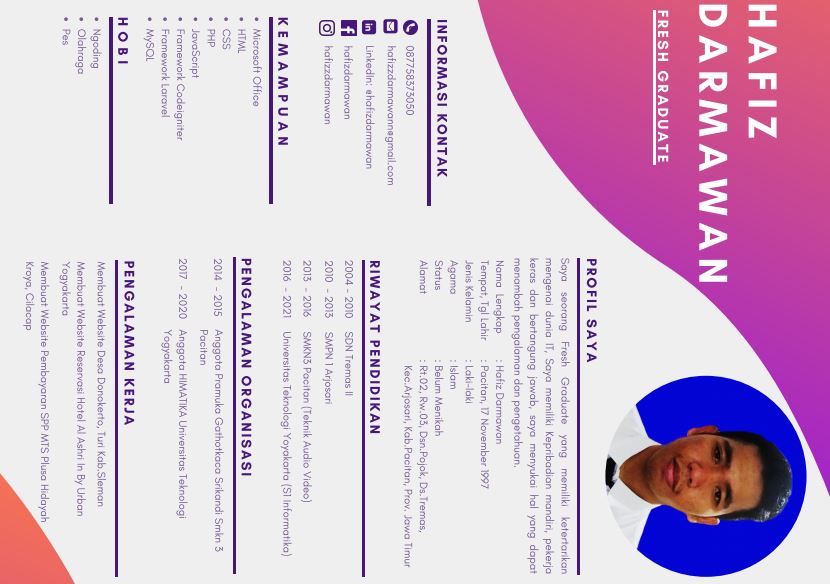 HAFIZ
DARMAWAN
FRESH GRADUATE
INFORMASI KONTAK
087758373050
hafizzdarmawannegmail.com
LinkedIn: ehafizdarmawan
hafizdarmawan
hafizzdarmawan
KEMAMPUAN
Microsoft Office
HTML
CSS
PHP
JavaScript
Framework Codeigniter
Framework Laravel
MySQL
HOBI
Ngoding
Olahraga
Pes
PROFIL SAYA
Saya seorang Fresh Graduate yang memiliki ketertarikan
mengenai dunia IT, Saya memiliki Kepribadian mandiri, pekerja
keras dan bertangung jawab, saya menyukai hal yang dapat
menambah pengalaman dan pengetahuan.
Nama Lengkap : Hafiz Darmawan
Tempat, Tgl Lahir : Pacitan, 17 November 1997
Jenis Kelamin : Laki-laki
Agama : Islam
Status : Belum Menikah
Alamat : Rt.02, Rw.03, Dsn.Pojok, Ds.Tremas,
Kec.Arjosari, Kab.Pacitan, Prov. Jawa Timur
RIWAYAT PENDIDIKAN
2004 - 2010 SDN Tremas II
2010 - 2013 SMPN 1 Arjosari
2013 - 2016 SMKN3 Pacitan (Teknik Audio Video)
2016 - 2021 Universitas Teknologi Yoyakarta (S1 Informatika)
PENGALAMAN ORGANISASI
2014 - 2015 Anggota Pramuka Gathotkaca Srikandi Smkn 3
Pacitan
2017 - 2020 Anggota HIMATIKA Universitas Teknologi
Yogyakarta
PENGALAMAN KERJA
Membuat Website Desa Donokerto, Turi Kab.Sleman
Membuat Website Reservasi Hotel Al Ashri In By Urban
Yogyakarta
Membuat Website Pembayaran SPP MTS Plusa Hidayah
Kroya, Cilacap